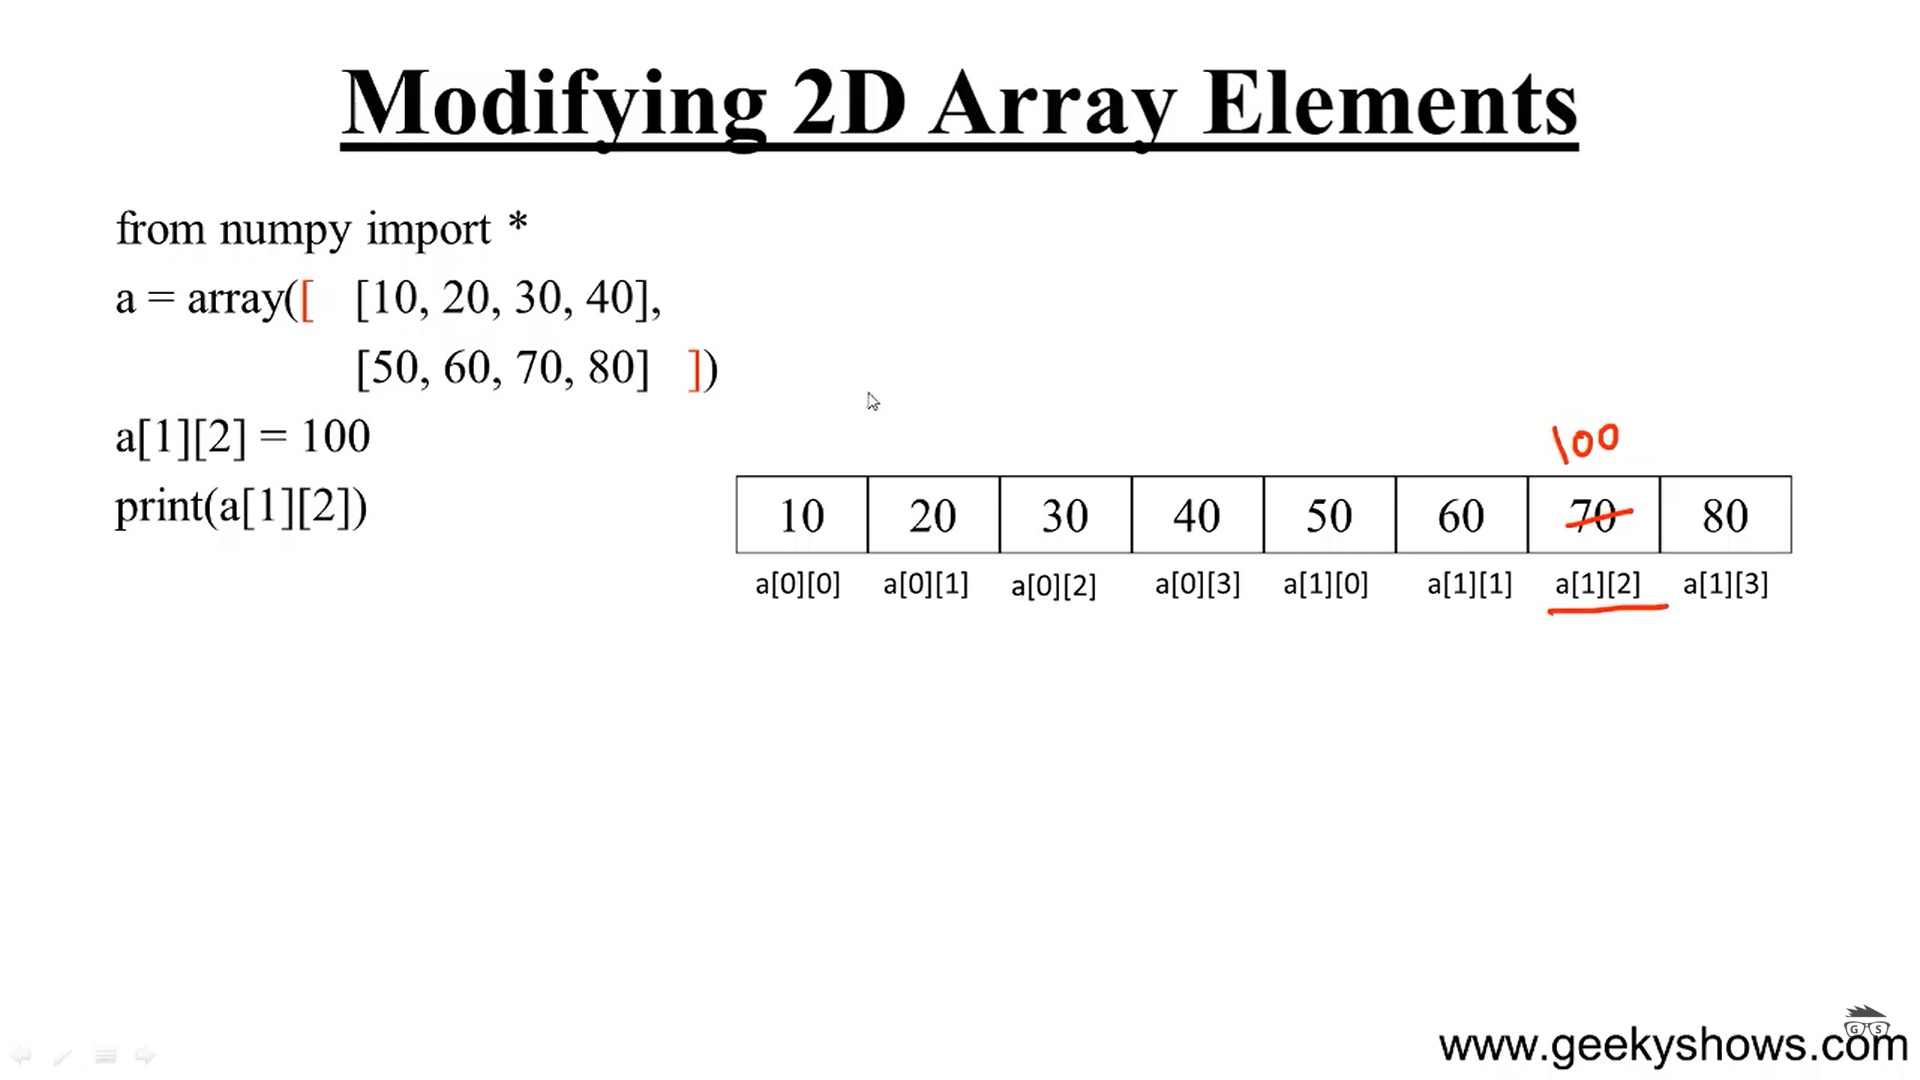 Modifying 2D Array Elements
from numpy import *
a = array([ [10, 20, 30, 40],
[50, 60, 70, 80] ])
a[1][2] = 100
print(a[1][2])
100
10 20 30 40 50 60 70 80
a[0][0] a[0][1] a[0][2] a[0][3] a[1][0] a[1][1] a[1][2] a[1][3]
G S
www.geekyshows.com